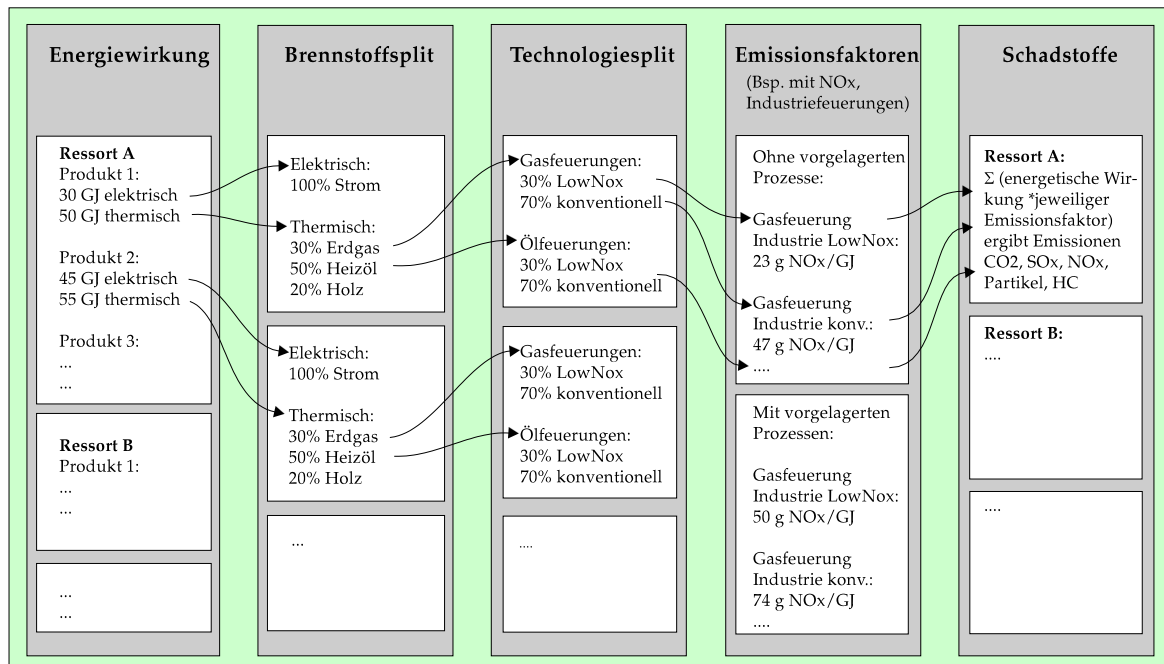 Energiewirkung
Ressort A
Produkt 1:
30 GJ elektrisch
50 GJ thermisch
Produkt 2:
45 GJ elektrisch
55 GJ thermisch
Produkt 3:
...
...
Ressort B
Produkt 1:
...
...
...
...
Brennstoffsplit
Elektrisch:
100% Strom
Thermisch:
30% Erdgas
50% Heizöl
20% Holz
Elektrisch:
100% Strom
Thermisch:
30% Erdgas
50% Heizöl
20% Holz
...
Technologiesplit
Gasfeuerungen:
30% LowNox
70% konventionell
Ölfeuerungen:
30% LowNox
70% konventionell
Gasfeuerungen:
30% LowNox
70% konventionell
Ölfeuerungen:
30% LowNox
70% konventionell
....
Emissionsfaktoren
(Bsp. mit NOx,
Industriefeuerungen)
Ohne vorgelagerten
Prozesse:
Gasfeuerung
Industrie LowNox:
23 g NOx/GJ
Gasfeuerung
Industrie konv.:
47 g NOx/GJ
....
Mit vorgelagerten
Prozessen:
Gasfeuerung
Industrie LowNox:
50 g NOx/GJ
Gasfeuerung
Industrie konv.:
74 g NOx/GJ
....
Schadstoffe
Ressort A:
Σ (energetische Wir-
kung *jeweiliger
Emissionsfaktor)
ergibt Emissionen
CO2, SOx, NOx,
Partikel, HC
Ressort B:
....
....